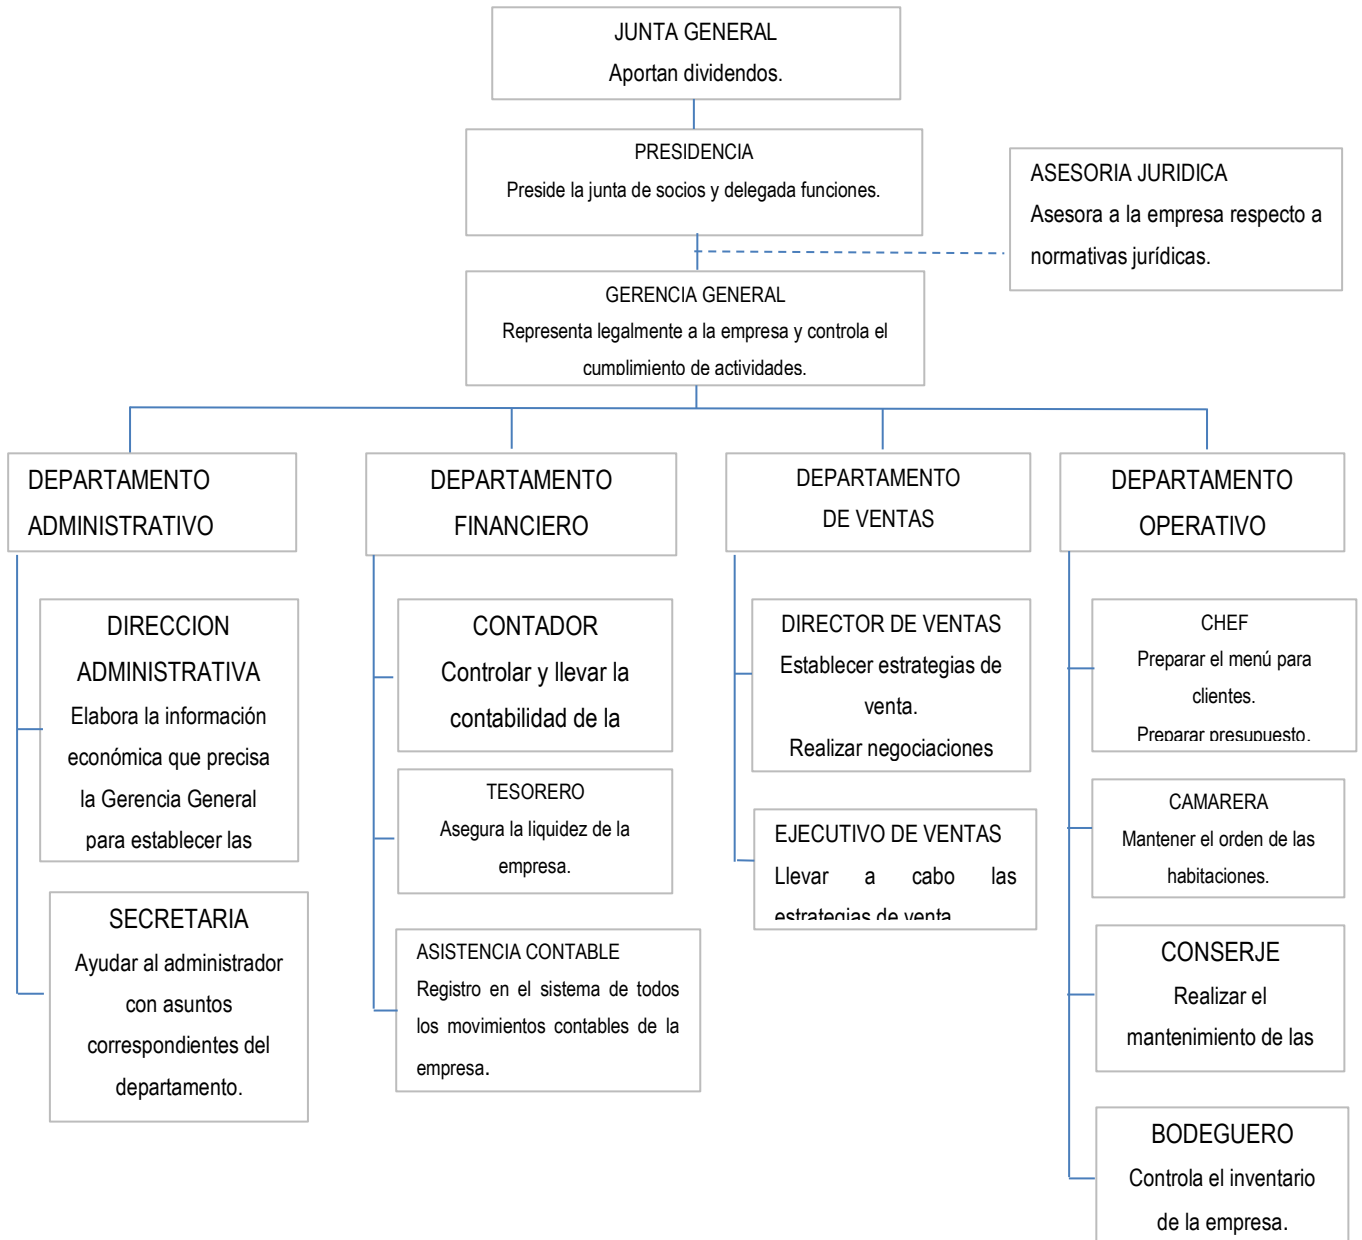 JUNTA GENERAL
Aportan dividendos.
PRESIDENCIA
Preside la junta de socios y delegada funciones.
ASESORIA JURIDICA
Asesora a la empresa respecto a
normativas jurídicas.
GERENCIA GENERAL
Representa legalmente a la empresa y controla el
cumplimiento de actividades.
DEPARTAMENTO
ADMINISTRATIVO
DIRECCION
ADMINISTRATIVA
Elabora la información
económica que precisa
la Gerencia General
para establecer las
SECRETARIA
Ayudar al administrador
con asuntos
correspondientes del
departamento.
DEPARTAMENTO
FINANCIERO
CONTADOR
Controlar y llevar la
contabilidad de la
TESORERO
Asegura la liquidez de la
empresa.
ASISTENCIA CONTABLE
Registro en el sistema de todos
los movimientos contables de la
empresa.
DEPARTAMENTO
DE VENTAS
DIRECTOR DE VENTAS
Establecer estrategias de
venta.
Realizar negociaciones
EJECUTIVO DE VENTAS
Llevar a cabo las
estrategias de venta
DEPARTAMENTO
OPERATIVO
CHEF
Preparar el menú para
clientes.
Preparar presupuesto.
CAMARERA
Mantener el orden de las
habitaciones.
CONSERJE
Realizar el
mantenimiento de las
BODEGUERO
Controla el inventario
de la empresa.